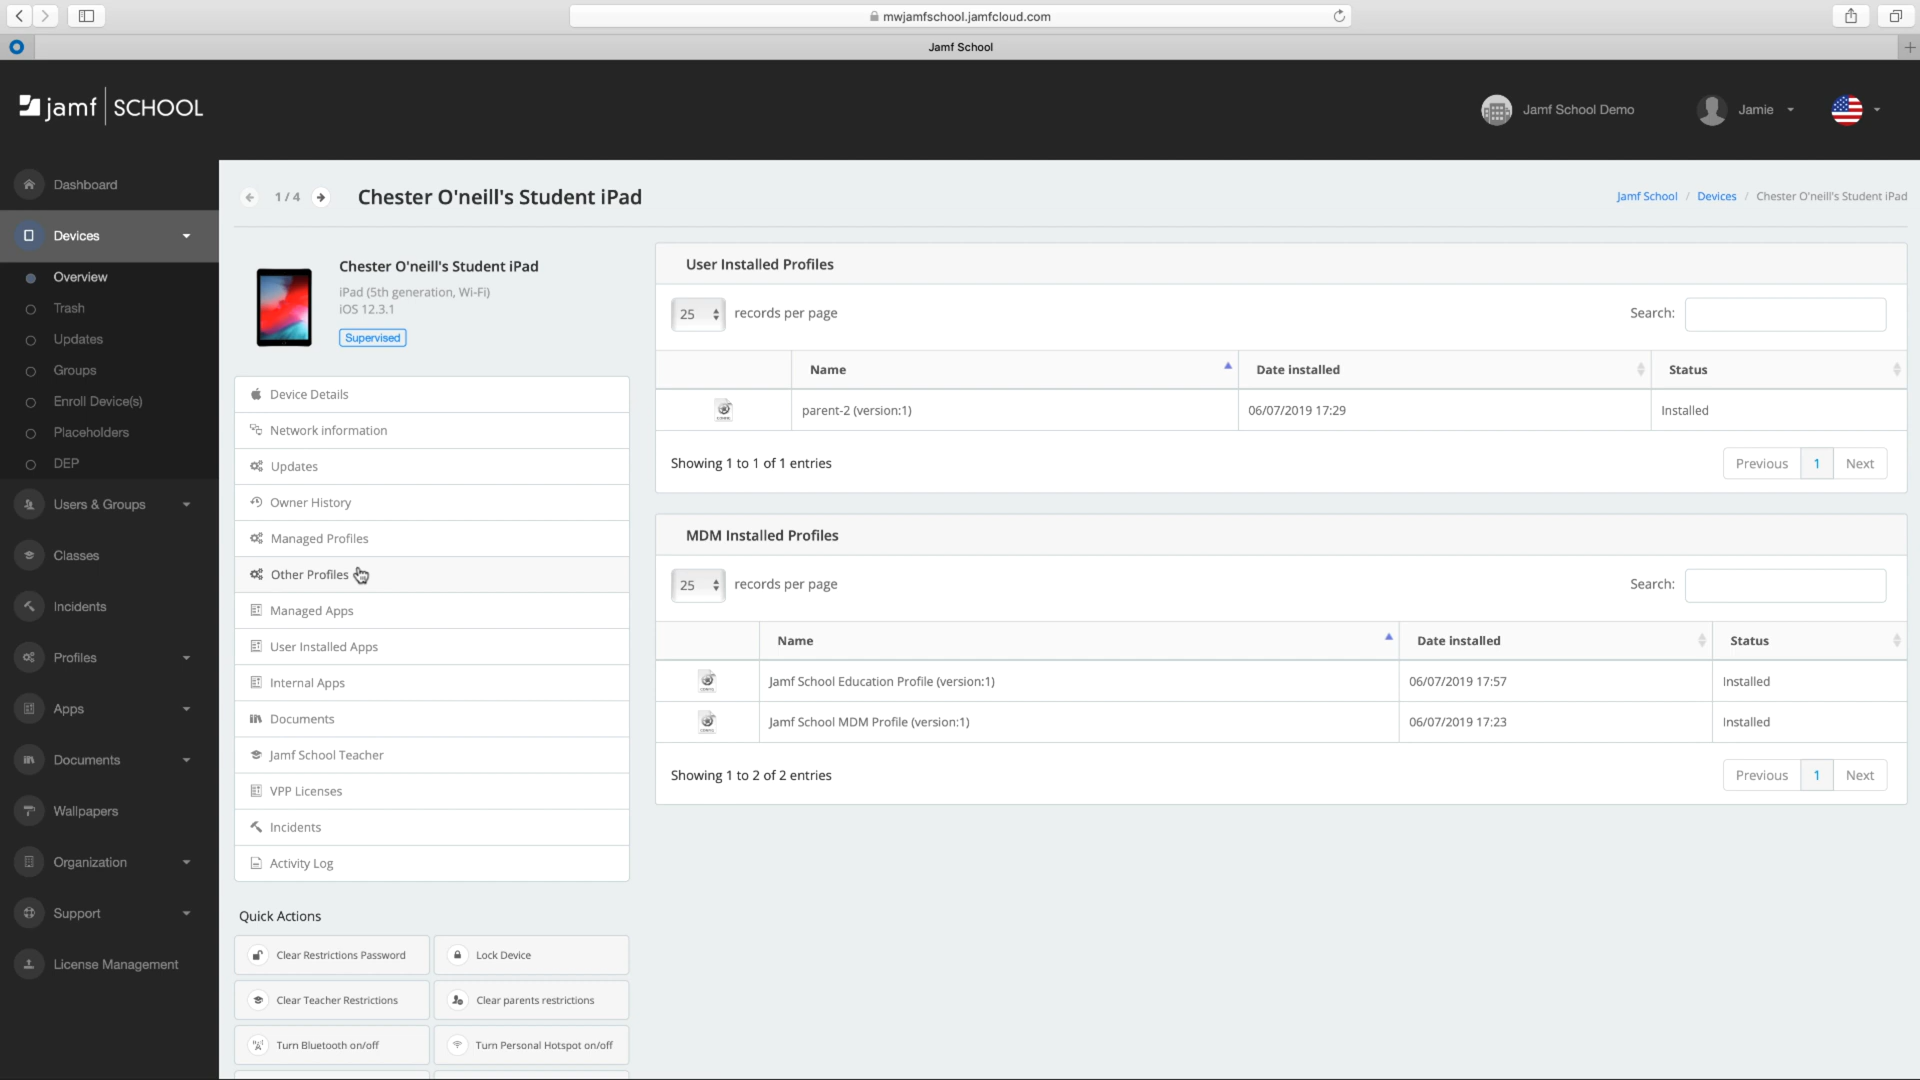 mwjamfschool.jamfcloud.com
Jamf School
jamf | SCHOOL
Jamf School Demo
Jamie
Dashboard
Devices
Overview
Trash
Updates
Groups
Enroll Device(s)
Placeholders
DEP
Users & Groups
Classes
Incidents
Profiles
Apps
Documents
Wallpapers
Organization
Support
License Management
1 / 4
Chester O'neill's Student iPad
Jamf School / Devices / Chester O'neill's Student iPad
Chester O'neill's Student iPad
iPad (5th generation, Wi-Fi)
iOS 12.3.1
Supervised
Device Details
Network information
Updates
Owner History
Managed Profiles
Other Profiles
Managed Apps
User Installed Apps
Internal Apps
Documents
Jamf School Teacher
VPP Licenses
Incidents
Activity Log
Quick Actions
Clear Restrictions Password
Lock Device
Clear Teacher Restrictions
Clear parents restrictions
Turn Bluetooth on/off
Turn Personal Hotspot on/off
User Installed Profiles
25 records per page
Search:
Name Date installed Status
parent-2 (version:1) 06/07/2019 17:29 Installed
Showing 1 to 1 of 1 entries
Previous 1 Next
MDM Installed Profiles
25 records per page
Search:
Name Date installed Status
Jamf School Education Profile (version:1) 06/07/2019 17:57 Installed
Jamf School MDM Profile (version:1) 06/07/2019 17:23 Installed
Showing 1 to 2 of 2 entries
Previous 1 Next